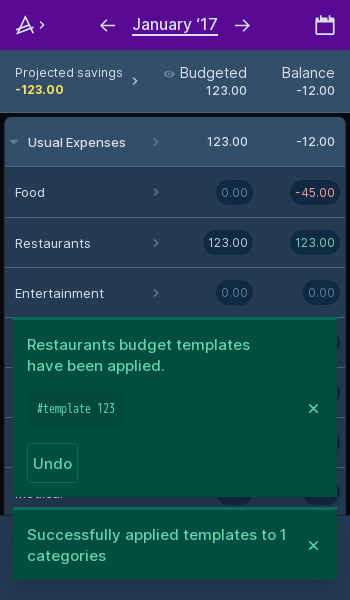 January ‘17
Projected savings
-123.00
Budgeted
123.00
Balance
-12.00
Usual Expenses 123.00 -12.00
Food 0.00 -45.00
Restaurants 123.00 123.00
Entertainment 0.00 0.00
Restaurants budget templates
have been applied.
#template 123
Undo
Successfully applied templates to 1
categories